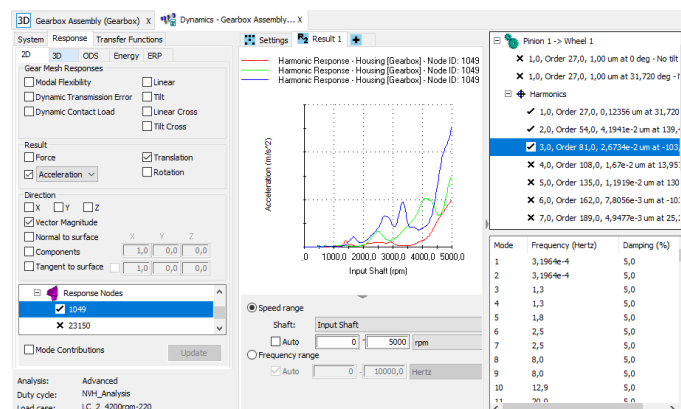 3D Gearbox Assembly (Gearbox) X Dynamics - Gearbox Assembly... X
System Response Transfer Functions
2D 3D ODS Energy ERP
Gear Mesh Responses
Modal Flexibility Linear
Dynamic Transmission Error Tilt
Dynamic Contact Load Linear Cross
Tilt Cross
Result
Force Translation
Acceleration Rotation
Direction
X Y Z
Vector Magnitude
Normal to surface X Y Z
Components 1,0 0,0 0,0
Tangent to surface 1,0 0,0 0,0
Response Nodes
1049
23150
Mode Contributions Update
Analysis: Advanced
Duty cycle: NVH_Analysis
Load case: LC_2_4200rpm-220
Settings R2 Result 1
Harmonic Response - Housing [Gearbox] - Node ID: 1049
Harmonic Response - Housing [Gearbox] - Node ID: 1049
Harmonic Response - Housing [Gearbox] - Node ID: 1049
Acceleration (m/s^2)
,0 1000,0 2000,0 3000,0 4000,0 5000,0
Input Shaft (rpm)
Speed range
Shaft: Input Shaft
Auto 0 - 5000 rpm
Frequency range
Auto 0 - 10000,0 Hertz
Pinion 1 -> Wheel 1
1,0, Order 27,0, 1,00 um at 0 deg - No tilt
1,0, Order 27,0, 1,00 um at 31,720 deg -
Harmonics
1,0, Order 27,0, 0,12356 um at 31,720
2,0, Order 54,0, 4,1941e-2 um at 139,
3,0, Order 81,0, 2,6734e-2 um at -103,
4,0, Order 108,0, 1,67e-2 um at 13,95
5,0, Order 135,0, 1,1919e-2 um at 130
6,0, Order 162,0, 7,8056e-3 um at -10
7,0, Order 189,0, 4,9477e-3 um at 25,
Mode Frequency (Hertz) Damping (%)
1 3,1964e-4 5,0
2 3,1964e-4 5,0
3 1,3 5,0
4 1,3 5,0
5 1,8 5,0
6 2,5 5,0
7 2,5 5,0
8 8,0 5,0
9 8,0 5,0
10 12,9 5,0
11 20,0 5,0